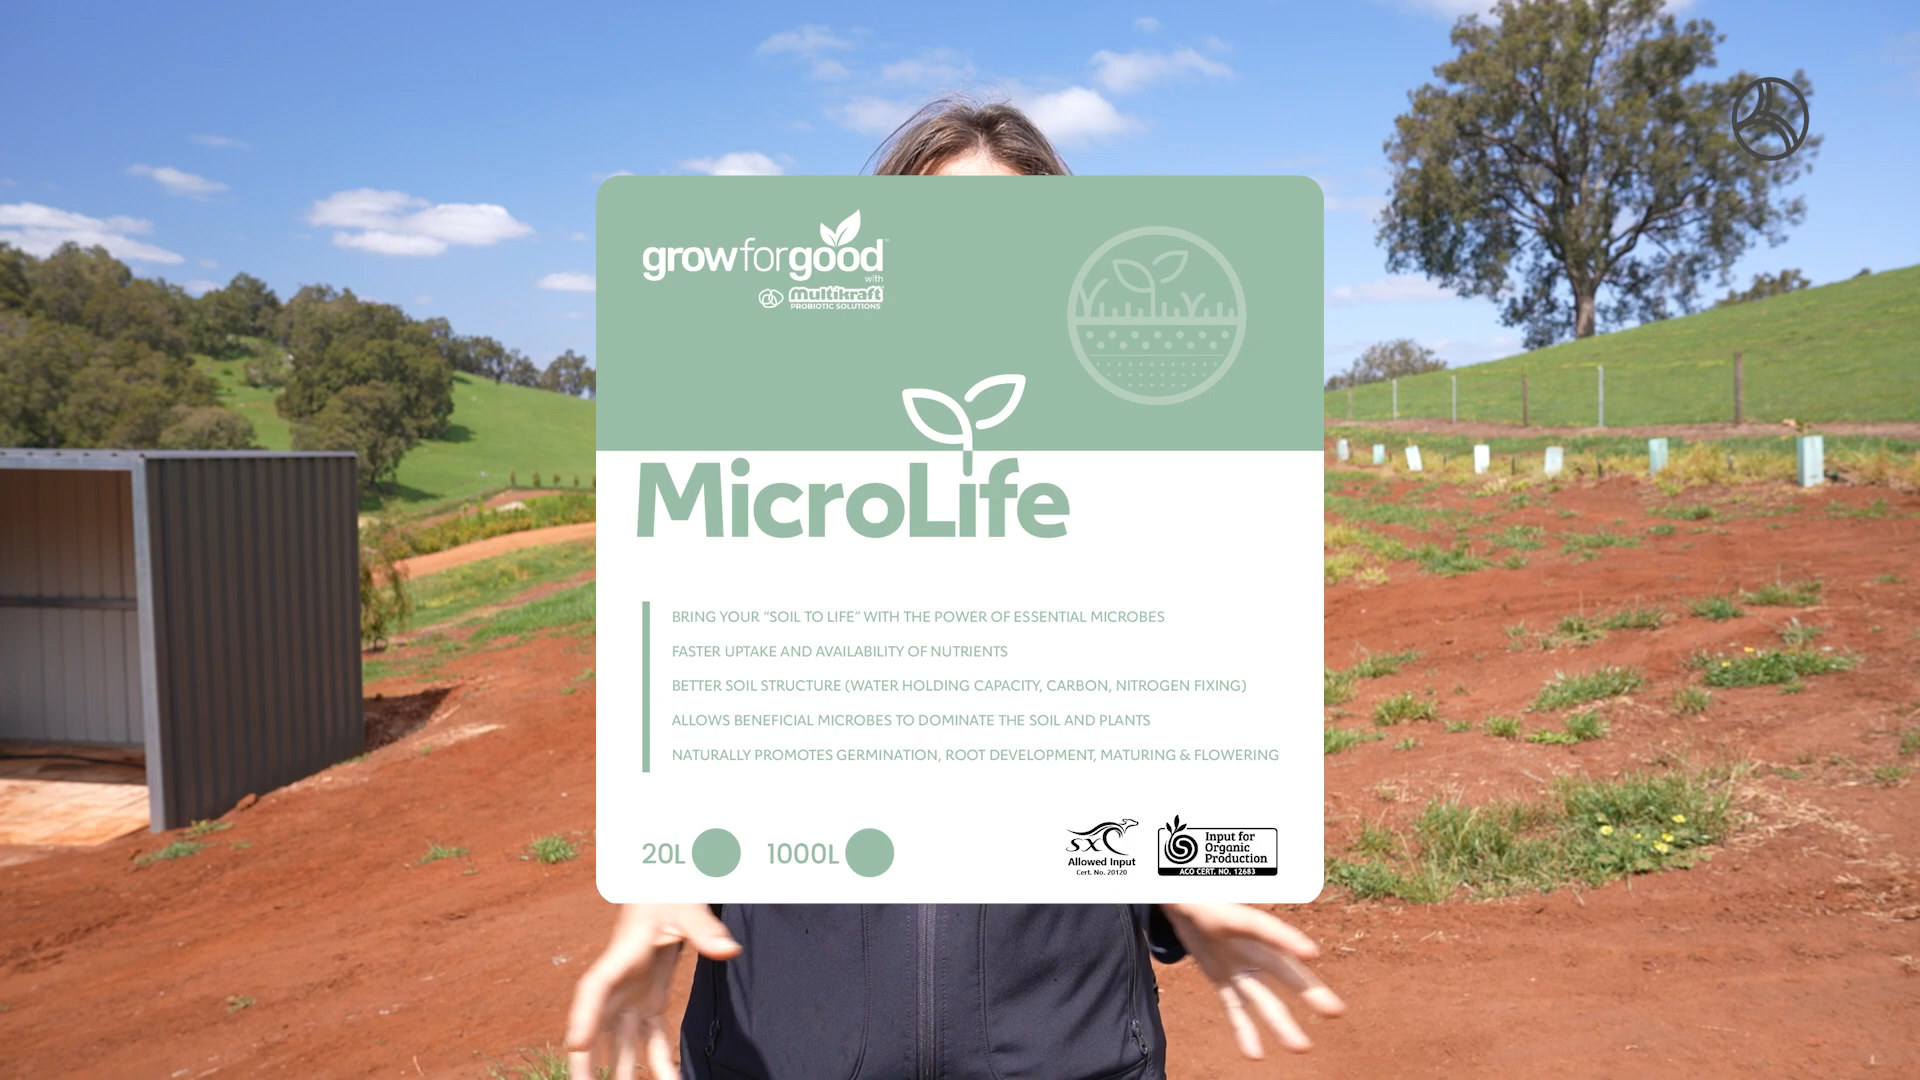 growforgood™
with
multikraft
PROBIOTIC SOLUTIONS
MicroLife
BRING YOUR “SOIL TO LIFE” WITH THE POWER OF ESSENTIAL MICROBES
FASTER UPTAKE AND AVAILABILITY OF NUTRIENTS
BETTER SOIL STRUCTURE (WATER HOLDING CAPACITY, CARBON, NITROGEN FIXING)
ALLOWS BENEFICIAL MICROBES TO DOMINATE THE SOIL AND PLANTS
NATURALLY PROMOTES GERMINATION, ROOT DEVELOPMENT, MATURING & FLOWERING
20L 1000L
SXC
Allowed Input
Cert. No. 20120
Input for
Organic
Production
ACO CERT. NO. 12683